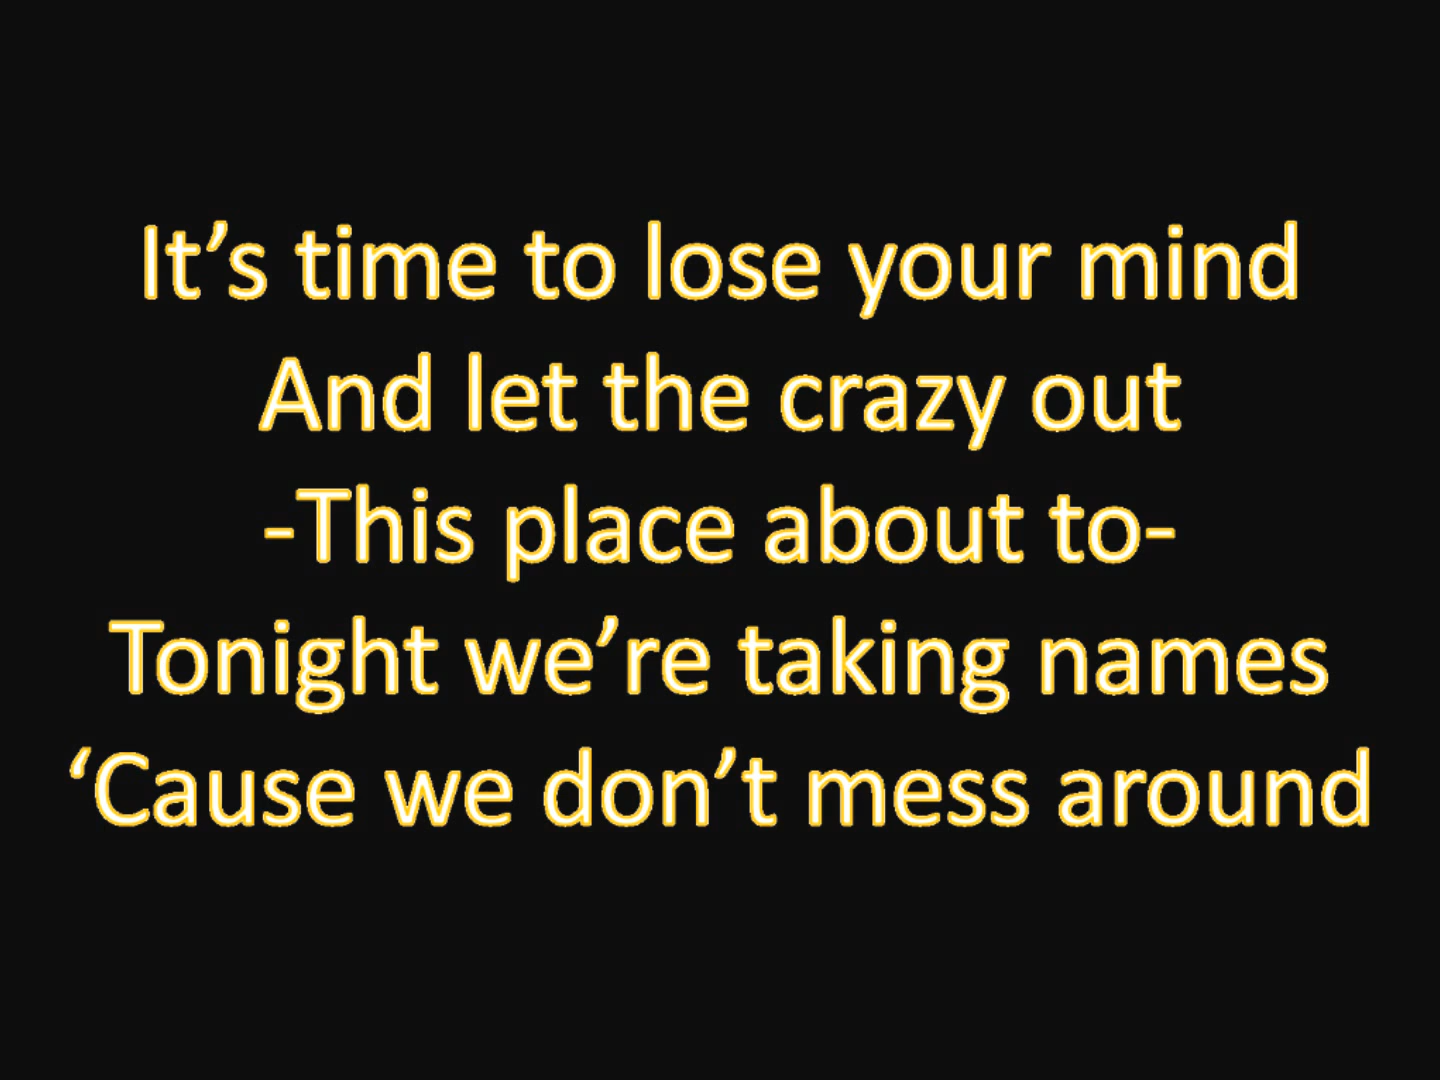 It’s time to lose your mind
And let the crazy out
-This place about to-
Tonight we’re taking names
‘Cause we don’t mess around